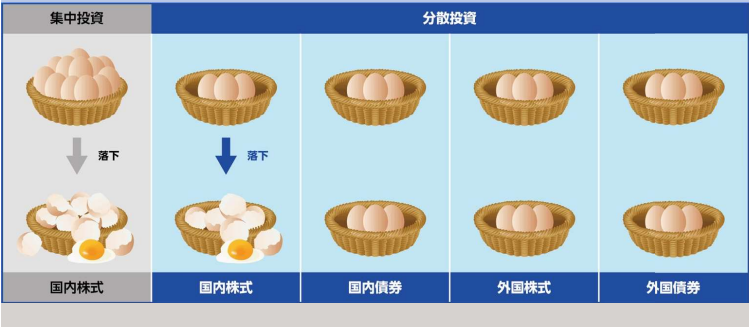 集中投資
分散投資
落下
落下
国内株式
国内株式
国内債券
外国株式
外国債券